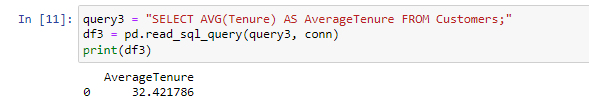 In [11]: query3 = "SELECT AVG(Tenure) AS AverageTenure FROM Customers;"
df3 = pd.read_sql_query(query3, conn)
print(df3)
AverageTenure
0 32.421786